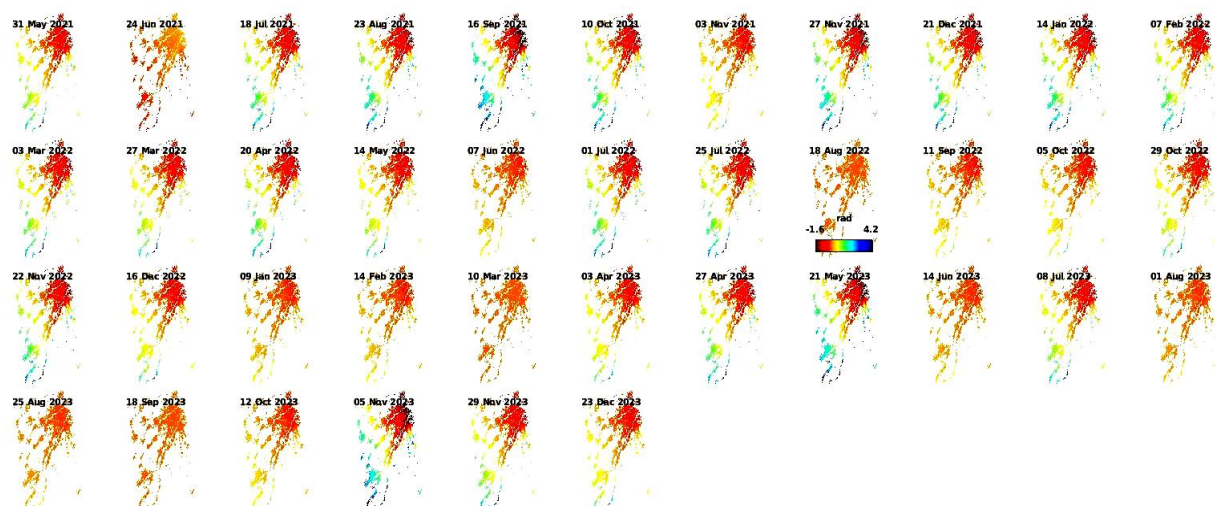 31 May 2021 24 Jun 2021 18 Jul 2021 23 Aug 2021 16 Sep 2021 10 Oct 2021 03 Nov 2021 27 Nov 2021 21 Dec 2021 14 Jan 2022 07 Feb 2022
03 Mar 2022 27 Mar 2022 20 Apr 2022 14 May 2022 07 Jun 2022 01 Jul 2022 25 Jul 2022 18 Aug 2022 11 Sep 2022 05 Oct 2022 29 Oct 2022
rad
-1.6 4.2
22 Nov 2022 16 Dec 2022 09 Jan 2023 14 Feb 2023 10 Mar 2023 03 Apr 2023 27 Apr 2023 21 May 2023 14 Jun 2023 08 Jul 2023 01 Aug 2023
25 Aug 2023 18 Sep 2023 12 Oct 2023 05 Nov 2023 29 Nov 2023 23 Dec 2023